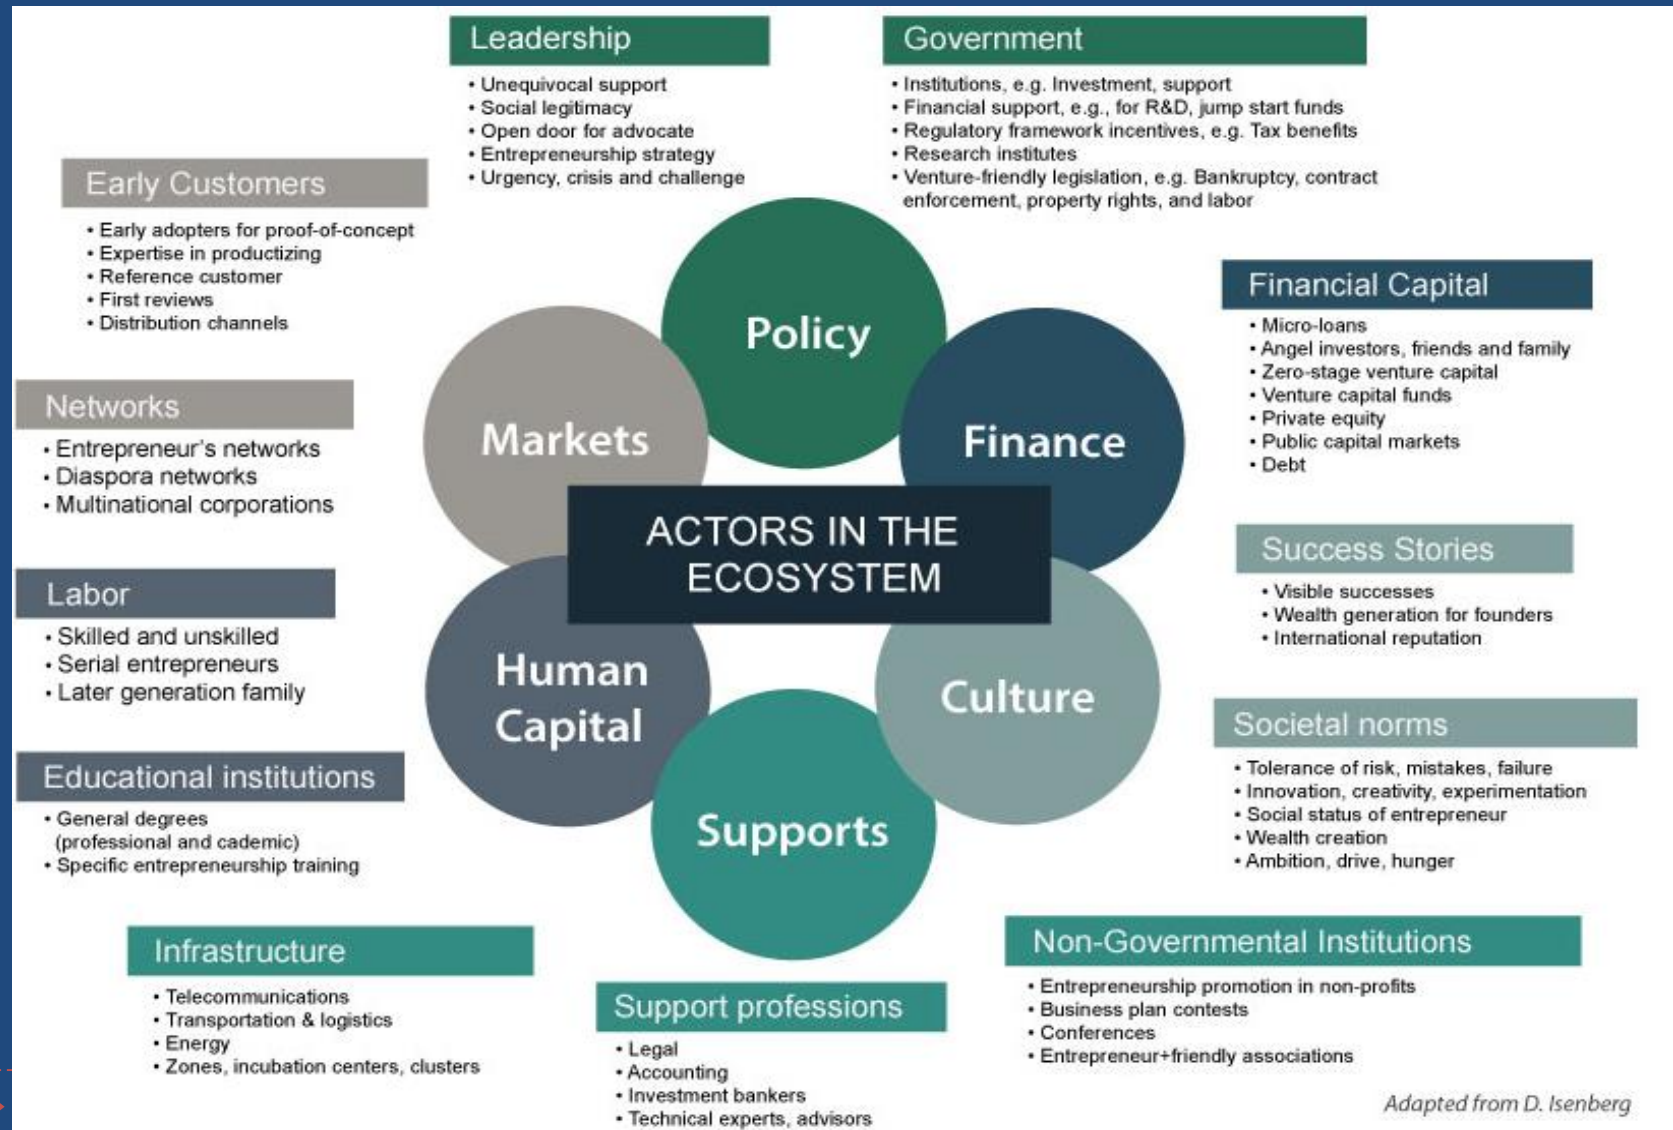 Leadership
• Unequivocal support
• Social legitimacy
• Open door for advocate
• Entrepreneurship strategy
• Urgency, crisis and challenge
Government
• Institutions, e.g. Investment, support
• Financial support, e.g., for R&D, jump start funds
• Regulatory framework incentives, e.g. Tax benefits
• Research institutes
• Venture-friendly legislation, e.g. Bankruptcy, contract
enforcement, property rights, and labor
Early Customers
• Early adopters for proof-of-concept
• Expertise in productizing
• Reference customer
• First reviews
• Distribution channels
Networks
• Entrepreneur's networks
• Diaspora networks
• Multinational corporations
Labor
• Skilled and unskilled
• Serial entrepreneurs
• Later generation family
Educational institutions
• General degrees
(professional and cademic)
• Specific entrepreneurship training
Policy
Markets
Finance
ACTORS IN THE
ECOSYSTEM
Human
Capital
Culture
Supports
Financial Capital
• Micro-loans
• Angel investors, friends and family
• Zero-stage venture capital
• Venture capital funds
• Private equity
• Public capital markets
• Debt
Success Stories
• Visible successes
• Wealth generation for founders
• International reputation
Societal norms
• Tolerance of risk, mistakes, failure
• Innovation, creativity, experimentation
• Social status of entrepreneur
• Wealth creation
• Ambition, drive, hunger
Infrastructure
• Telecommunications
• Transportation & logistics
• Energy
• Zones, incubation centers, clusters
Support professions
• Legal
• Accounting
• Investment bankers
• Technical experts, advisors
Non-Governmental Institutions
• Entrepreneurship promotion in non-profits
• Business plan contests
• Conferences
• Entrepreneur+friendly associations
Adapted from D. Isenberg